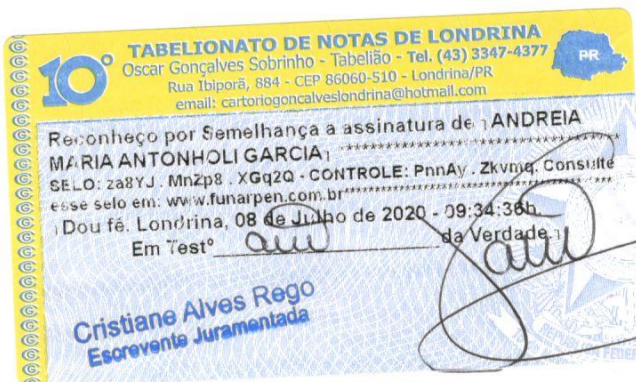 10º
TABELIONATO DE NOTAS DE LONDRINA
Oscar Gonçalves Sobrinho - Tabelião - Tel. (43) 3347-4377
Rua Ibiporã, 884 - CEP 86060-510 - Londrina/PR
email: cartoriogoncalveslondrina@hotmail.com
PR
Reconheço por Semelhança a assinatura de ANDREIA
MARIA ANTONHOLI GARCIA
SELO: za8YJ . MnZp8 . XGq2Q - CONTROLE: PnnAy . Zkvmq. Consulte
esse selo em: www.funarpen.com.br
Dou fé. Londrina, 08 de Julho de 2020 - 09:34:36h.
Em Testº da Verdade.
Cristiane Alves Rego
Escrevente Juramentada